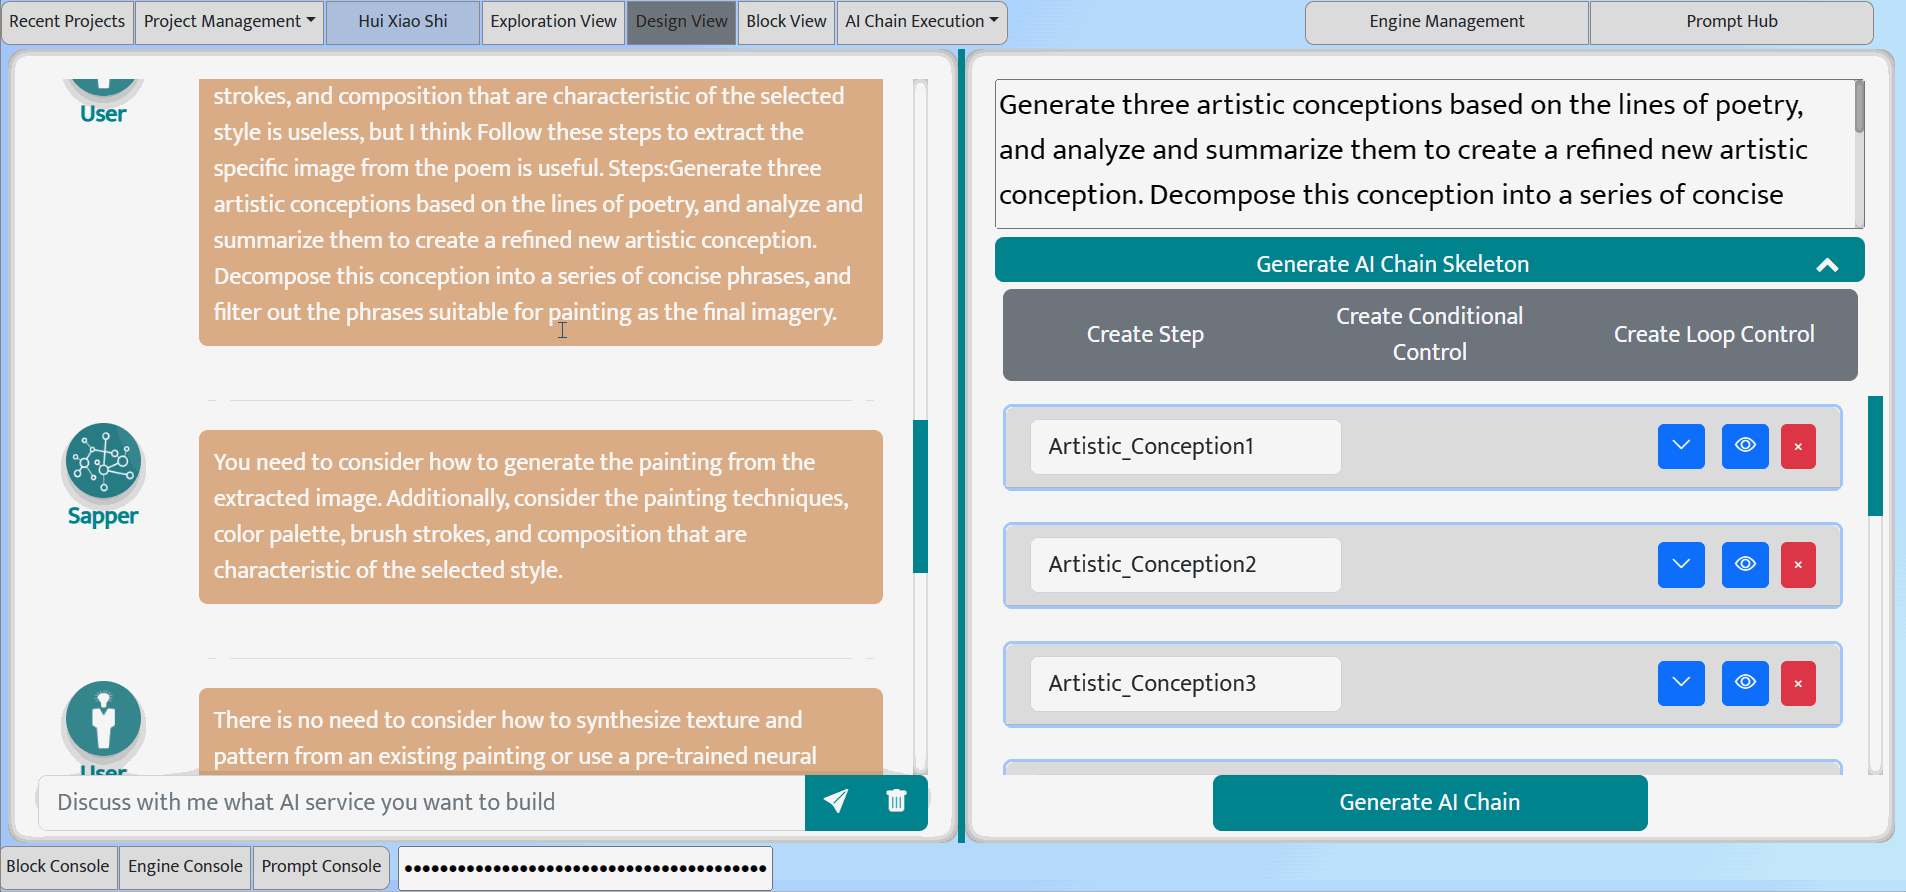 Recent Projects
Project Management
Hui Xiao Shi
Exploration View
Design View
Block View
AI Chain Execution
Engine Management
Prompt Hub
User
strokes, and composition that are characteristic of the selected
style is useless, but I think Follow these steps to extract the
specific image from the poem is useful. Steps:Generate three
artistic conceptions based on the lines of poetry, and analyze and
summarize them to create a refined new artistic conception.
Decompose this conception into a series of concise phrases, and
filter out the phrases suitable for painting as the final imagery.
Sapper
You need to consider how to generate the painting from the
extracted image. Additionally, consider the painting techniques,
color palette, brush strokes, and composition that are
characteristic of the selected style.
User
There is no need to consider how to synthesize texture and
pattern from an existing painting or use a pre-trained neural
Discuss with me what AI service you want to build
Generate three artistic conceptions based on the lines of poetry,
and analyze and summarize them to create a refined new artistic
conception. Decompose this conception into a series of concise
Generate AI Chain Skeleton
Create Step
Create Conditional
Control
Create Loop Control
Artistic_Conception1
Artistic_Conception2
Artistic_Conception3
Generate AI Chain
Block Console
Engine Console
Prompt Console